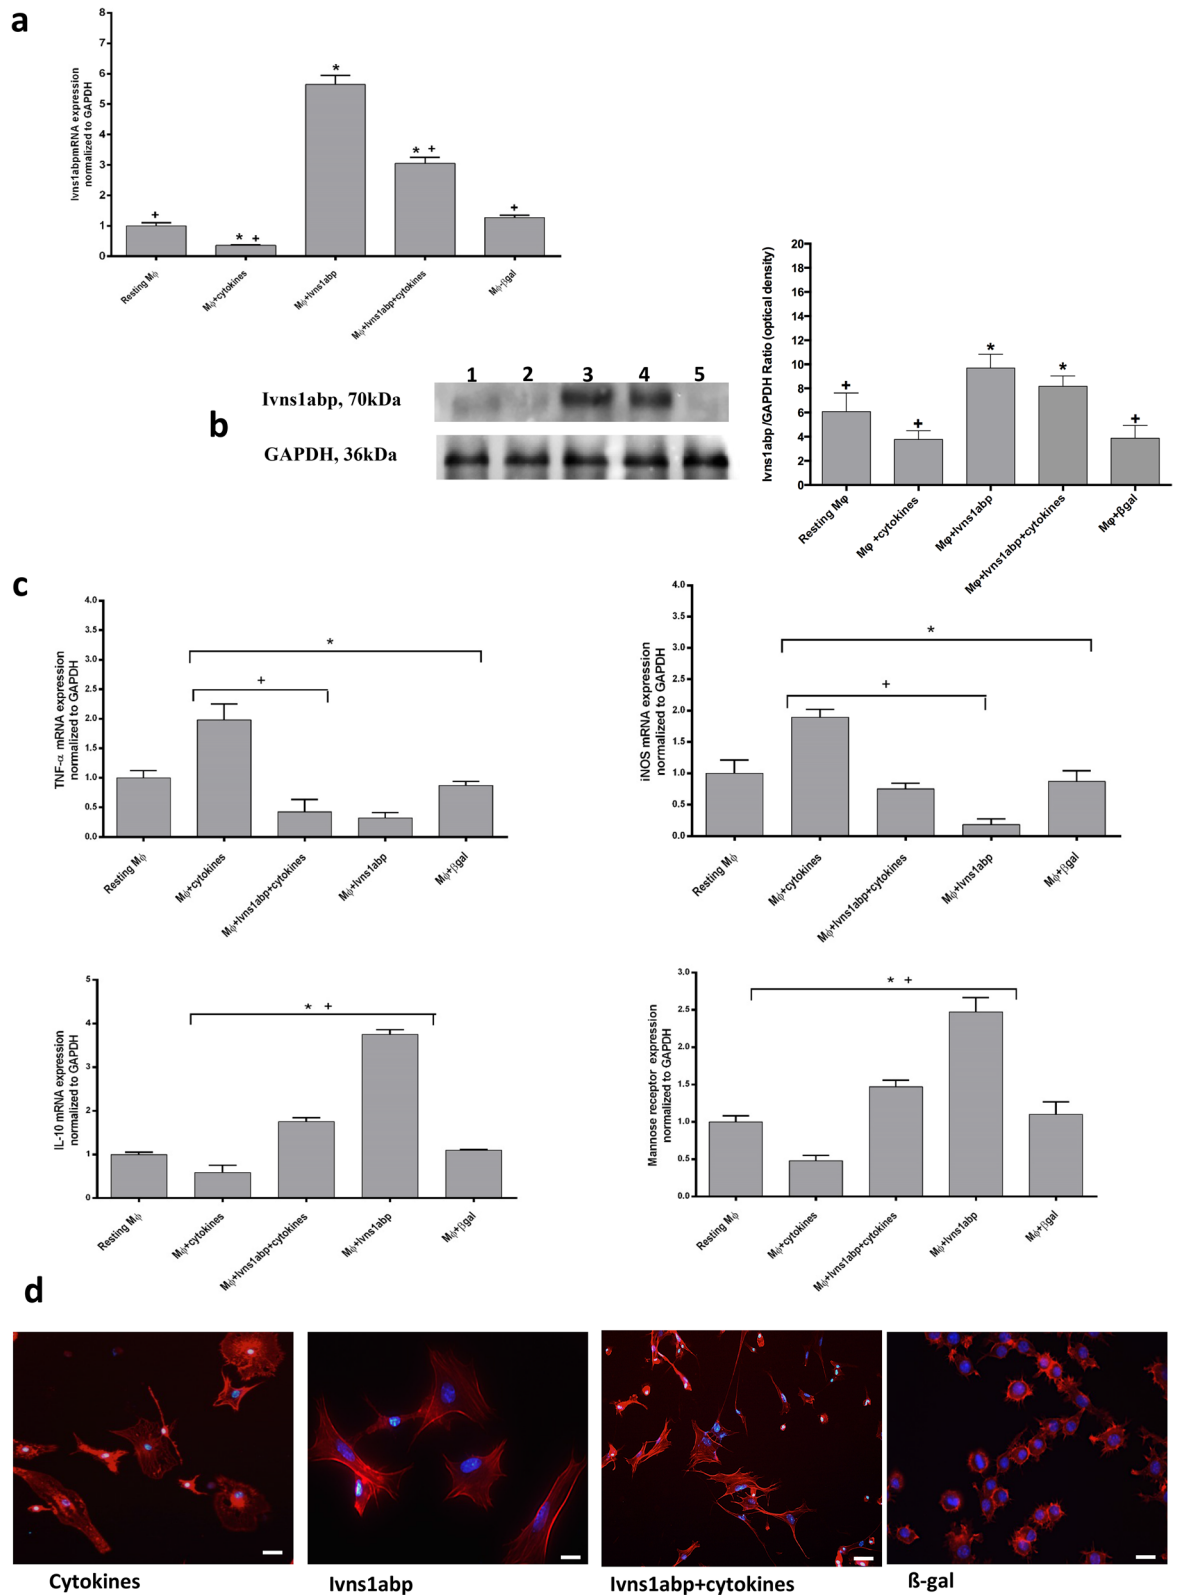 a
Ivns1abpmRNA expression
normalized to GAPDH
8
7
6
5
4
3
2
1
0
+
* +
*
* +
+
Resting Mϕ
Mϕ+cytokines
Mϕ+Ivns1abp
Mϕ+Ivns1abp+cytokines
Mϕ-βgal
b
Ivns1abp, 70kDa
GAPDH, 36kDa
1 2 3 4 5
Ivns1abp /GAPDH Ratio (optical density)
20
18
16
14
12
10
8
6
4
2
0
+
+
*
*
+
Resting Mφ
Mφ +cytokines
Mφ+Ivns1abp
Mφ+Ivns1abp+cytokines
Mφ+βgal
c
TNF-α mRNA expression
normalized to GAPDH
4.0
3.5
3.0
2.5
2.0
1.5
1.0
0.5
0.0
*
+
Resting Mϕ
Mϕ+cytokines
Mϕ+Ivns1abp+cytokines
Mϕ+Ivns1abp
Mϕ+βgal
iNOS mRNA expression
normalized to GAPDH
4.0
3.5
3.0
2.5
2.0
1.5
1.0
0.5
0.0
*
+
Resting Mϕ
Mϕ+cytokines
Mϕ+Ivns1abp+cytokines
Mϕ+Ivns1abp
Mϕ+βgal
IL-10 mRNA expression
normalized to GAPDH
5
4
3
2
1
0
* +
Resting Mϕ
Mϕ+cytokines
Mϕ+Ivns1abp+cytokines
Mϕ+Ivns1abp
Mϕ+βgal
Mannose receptor expression
normalized to GAPDH
3.0
2.5
2.0
1.5
1.0
0.5
0.0
* +
Resting Mϕ
Mϕ+cytokines
Mϕ+Ivns1abp+cytokines
Mϕ+Ivns1abp
Mϕ+βgal
d
Cytokines
Ivns1abp
Ivns1abp+cytokines
ß-gal